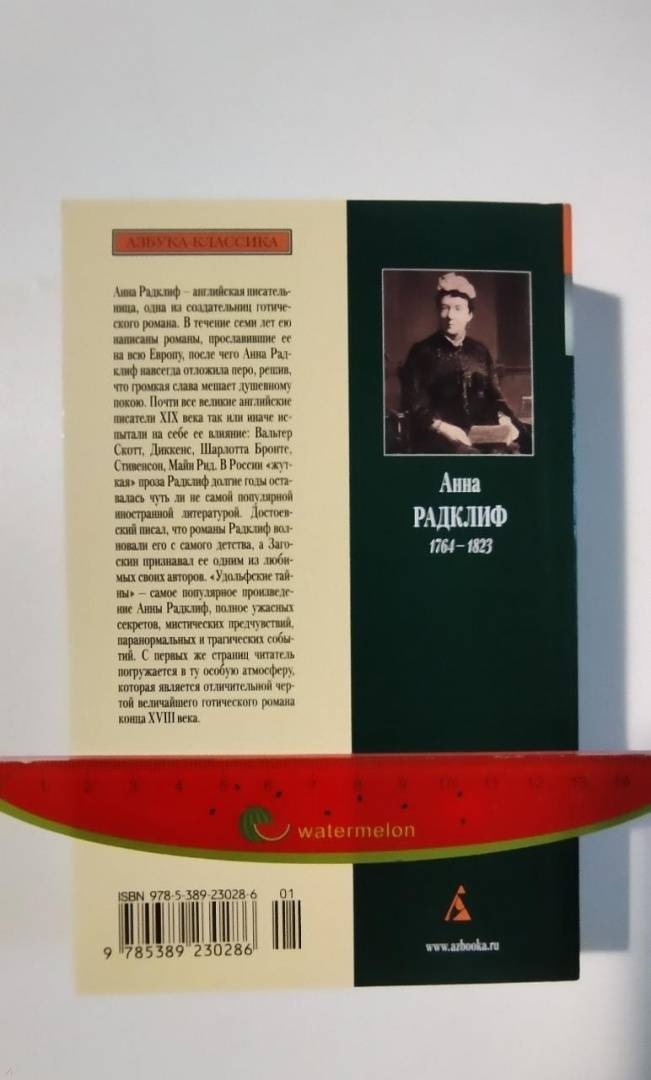 АЗБУКА-КЛАССИКА
Анна Радклиф – английская писатель-
ница, одна из создательниц готиче-
ского романа. В течение семи лет ею
написаны романы, прославившие ее
на всю Европу, после чего Анна Рад-
клиф навсегда отложила перо, решив,
что громкая слава мешает душевному
покою. Почти все великие английские
писатели XIX века так или иначе ис-
пытали на себе ее влияние: Вальтер
Скотт, Диккенс, Шарлотта Бронте,
Стивенсон, Майн Рид. В России «жут-
кая» проза Радклиф долгие годы оста-
валась чуть ли не самой популярной
иностранной литературой. Достоев-
ский писал, что романы Радклиф вол-
новали его с самого детства, а Заго-
скин признавал ее одним из люби-
мых своих авторов. «Удольфские тай-
ны» – самое популярное произведе-
ние Анны Радклиф, полное ужасных
секретов, мистических предчувствий,
паранормальных и трагических собы-
тий. С первых же страниц читатель
погружается в ту особую атмосферу,
которая является отличительной чер-
той величайшего готического романа
конца XVIII века.
Анна
РАДКЛИФ
1764–1823
1 2 3 4 5 6 7 8 9 10 11 12 13 14
watermelon
ISBN 978-5-389-23028-6 01
9 785389 230286
www.azbooka.ru